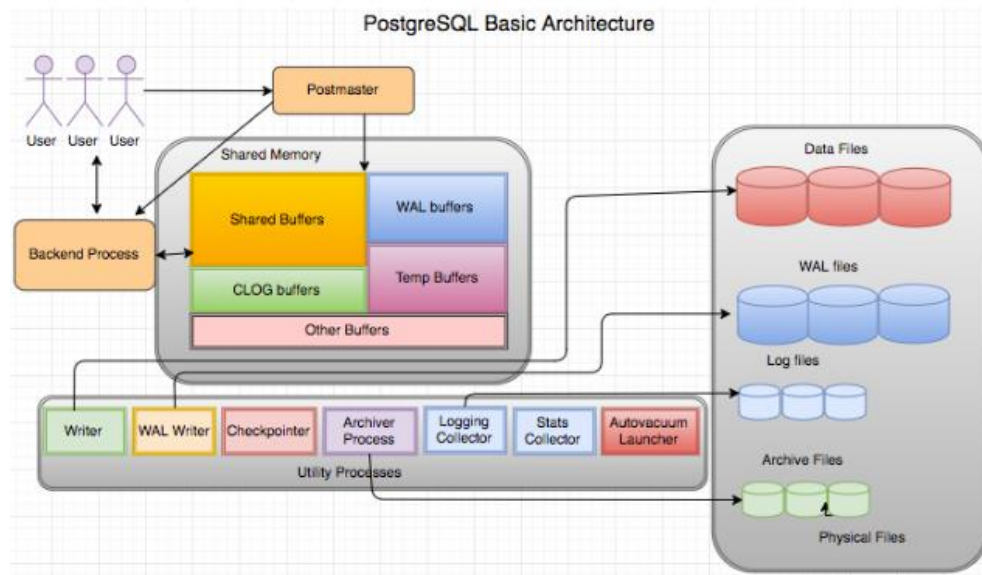 PostgreSQL Basic Architecture
Postmaster
User User User
Shared Memory
Data Files
Shared Buffers
WAL buffers
Backend Process
WAL files
Temp Buffers
CLOG buffers
Other Buffers
Log files
Writer
WAL Writer
Checkpointer
Archiver
Process
Logging
Collector
Stats
Collector
Autovacuum
Launcher
Utility Processes
Archive Files
Physical Files